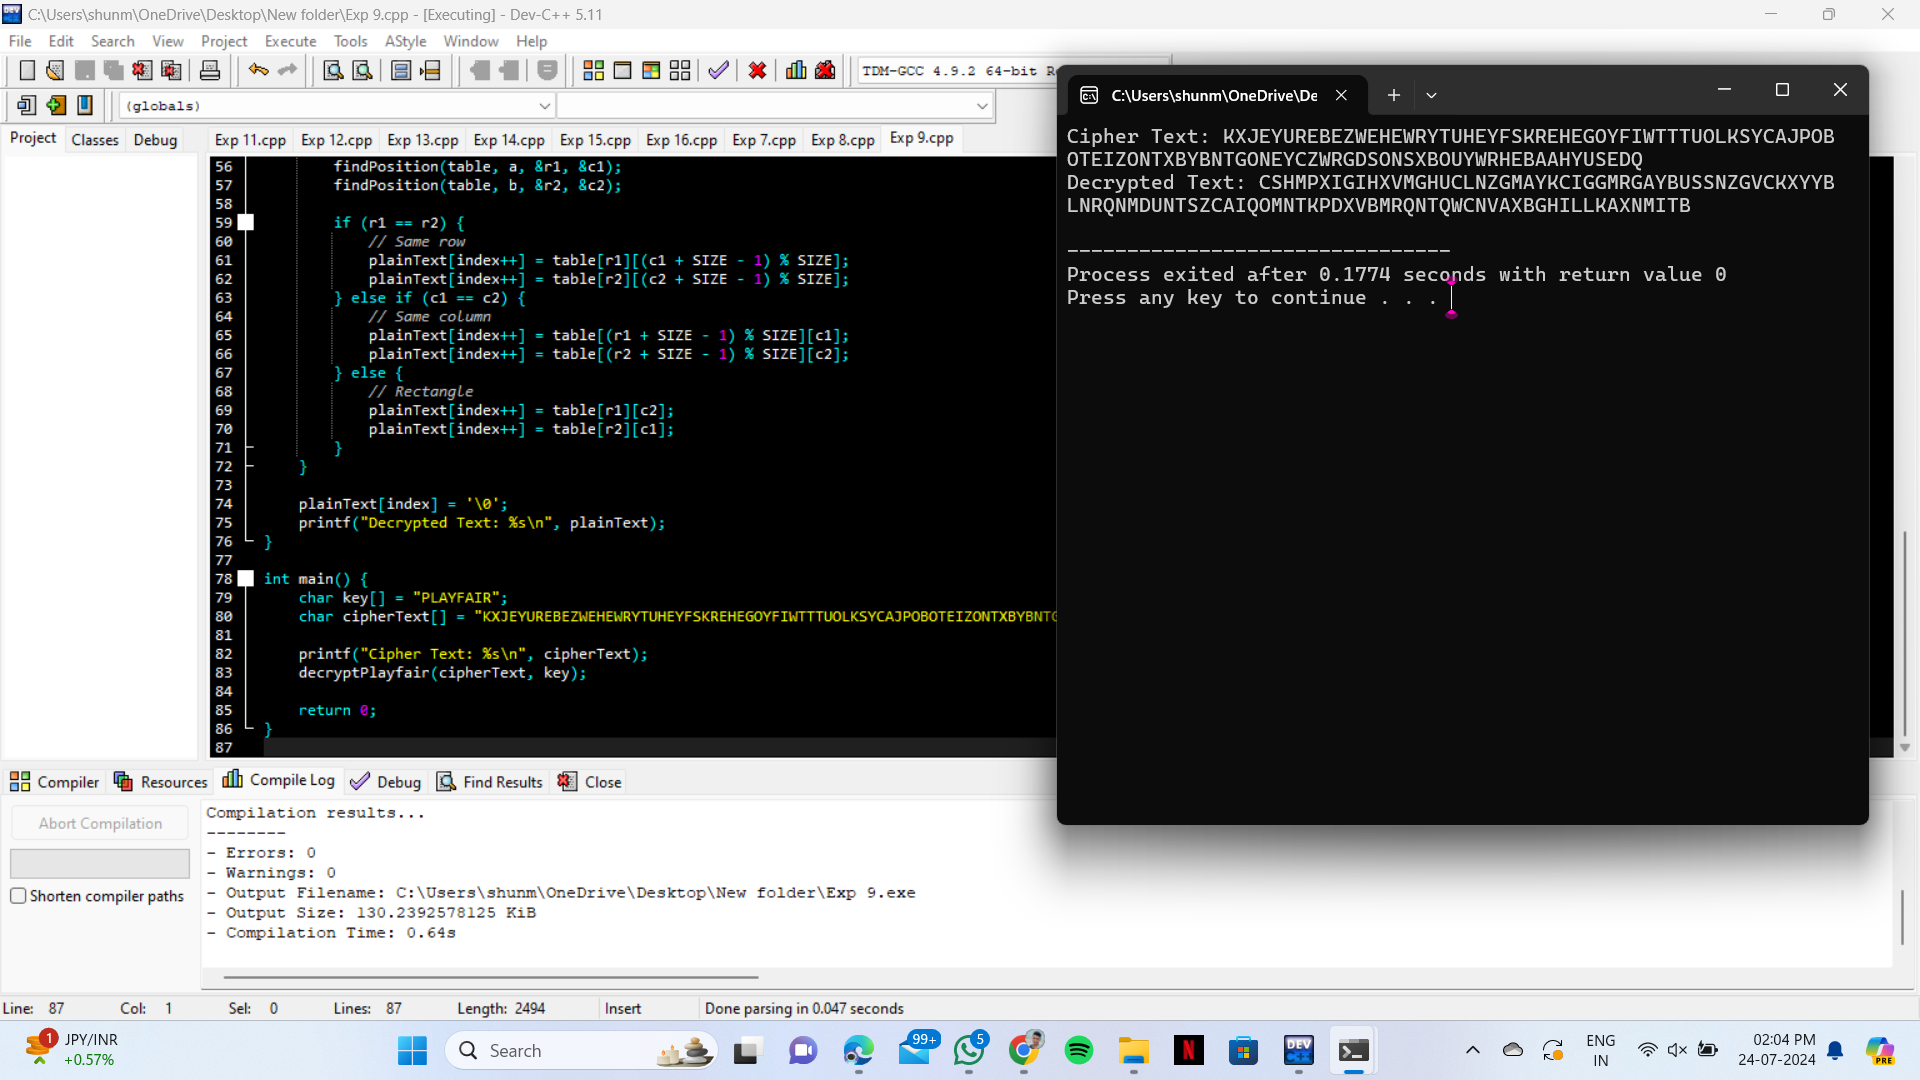 C:\Users\shunm\OneDrive\Desktop\New folder\Exp 9.cpp - [Executing] - Dev-C++ 5.11
File Edit Search View Project Execute Tools AStyle Window Help
TDM-GCC 4.9.2 64-bit Re
(globals)
Project Classes Debug
Exp 11.cpp Exp 12.cpp Exp 13.cpp Exp 14.cpp Exp 15.cpp Exp 16.cpp Exp 7.cpp Exp 8.cpp Exp 9.cpp
56 findPosition(table, a, &r1, &c1);
57 findPosition(table, b, &r2, &c2);
58
59 if (r1 == r2) {
60 // Same row
61 plainText[index++] = table[r1][(c1 + SIZE - 1) % SIZE];
62 plainText[index++] = table[r2][(c2 + SIZE - 1) % SIZE];
63 } else if (c1 == c2) {
64 // Same column
65 plainText[index++] = table[(r1 + SIZE - 1) % SIZE][c1];
66 plainText[index++] = table[(r2 + SIZE - 1) % SIZE][c2];
67 } else {
68 // Rectangle
69 plainText[index++] = table[r1][c2];
70 plainText[index++] = table[r2][c1];
71 }
72 }
73
74 plainText[index] = '\0';
75 printf("Decrypted Text: %s\n", plainText);
76 }
77
78 int main() {
79 char key[] = "PLAYFAIR";
80 char cipherText[] = "KXJEYUREBEZWEHEWRYTUHEYFSKREHEGOYFIWTTTUOLKSYCAJPOBOTEIZONTXBYBNTG
81
82 printf("Cipher Text: %s\n", cipherText);
83 decryptPlayfair(cipherText, key);
84
85 return 0;
86 }
87
C:\Users\shunm\OneDrive\De
Cipher Text: KXJEYUREBEZWEHEWRYTUHEYFSKREHEGOYFIWTTTUOLKSYCAJPOB
OTEIZONTXBYBNTGONEYCZWRGDSONSXBOUYWRHEBAAHYUSEDQ
Decrypted Text: CSHMPXIGIHXVMGHUCLNZGMAYKCIGGMRGAYBUSSNZGVCKXYYB
LNRQNMDUNTSZCAIQOMNTKPDXVBMRQNTQWCNVAXBGHILLKAXNMITB
--------------------------------
Process exited after 0.1774 seconds with return value 0
Press any key to continue . . .
Compiler Resources Compile Log Debug Find Results Close
Abort Compilation
Shorten compiler paths
Compilation results...
--------
- Errors: 0
- Warnings: 0
- Output Filename: C:\Users\shunm\OneDrive\Desktop\New folder\Exp 9.exe
- Output Size: 130.2392578125 KiB
- Compilation Time: 0.64s
Line: 87 Col: 1 Sel: 0 Lines: 87 Length: 2494 Insert Done parsing in 0.047 seconds
1 JPY/INR
+0.57%
Search
99+
5
N
DEV
C++
ENG
IN
02:04 PM
24-07-2024
PRE